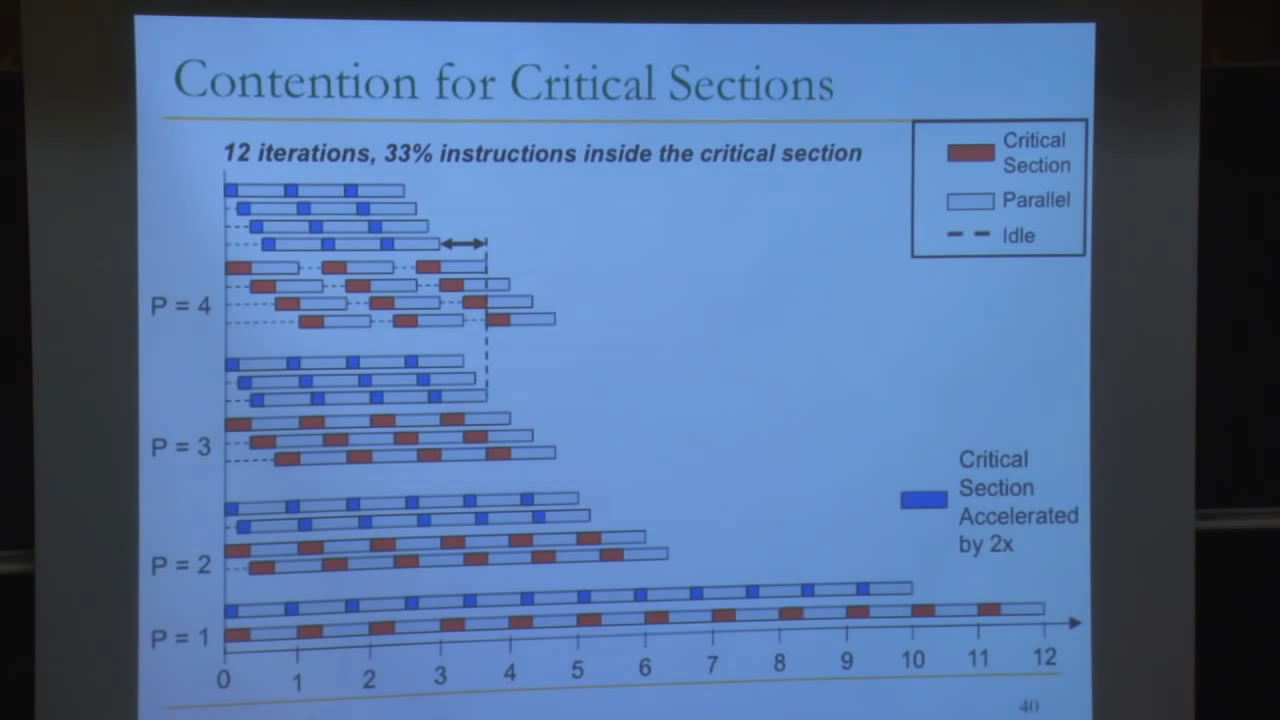 Contention for Critical Sections
12 iterations, 33% instructions inside the critical section
Critical
Section
Parallel
Idle
P = 4
P = 3
Critical
Section
Accelerated
by 2x
P = 2
P = 1
0 1 2 3 4 5 6 7 8 9 10 11 12
40